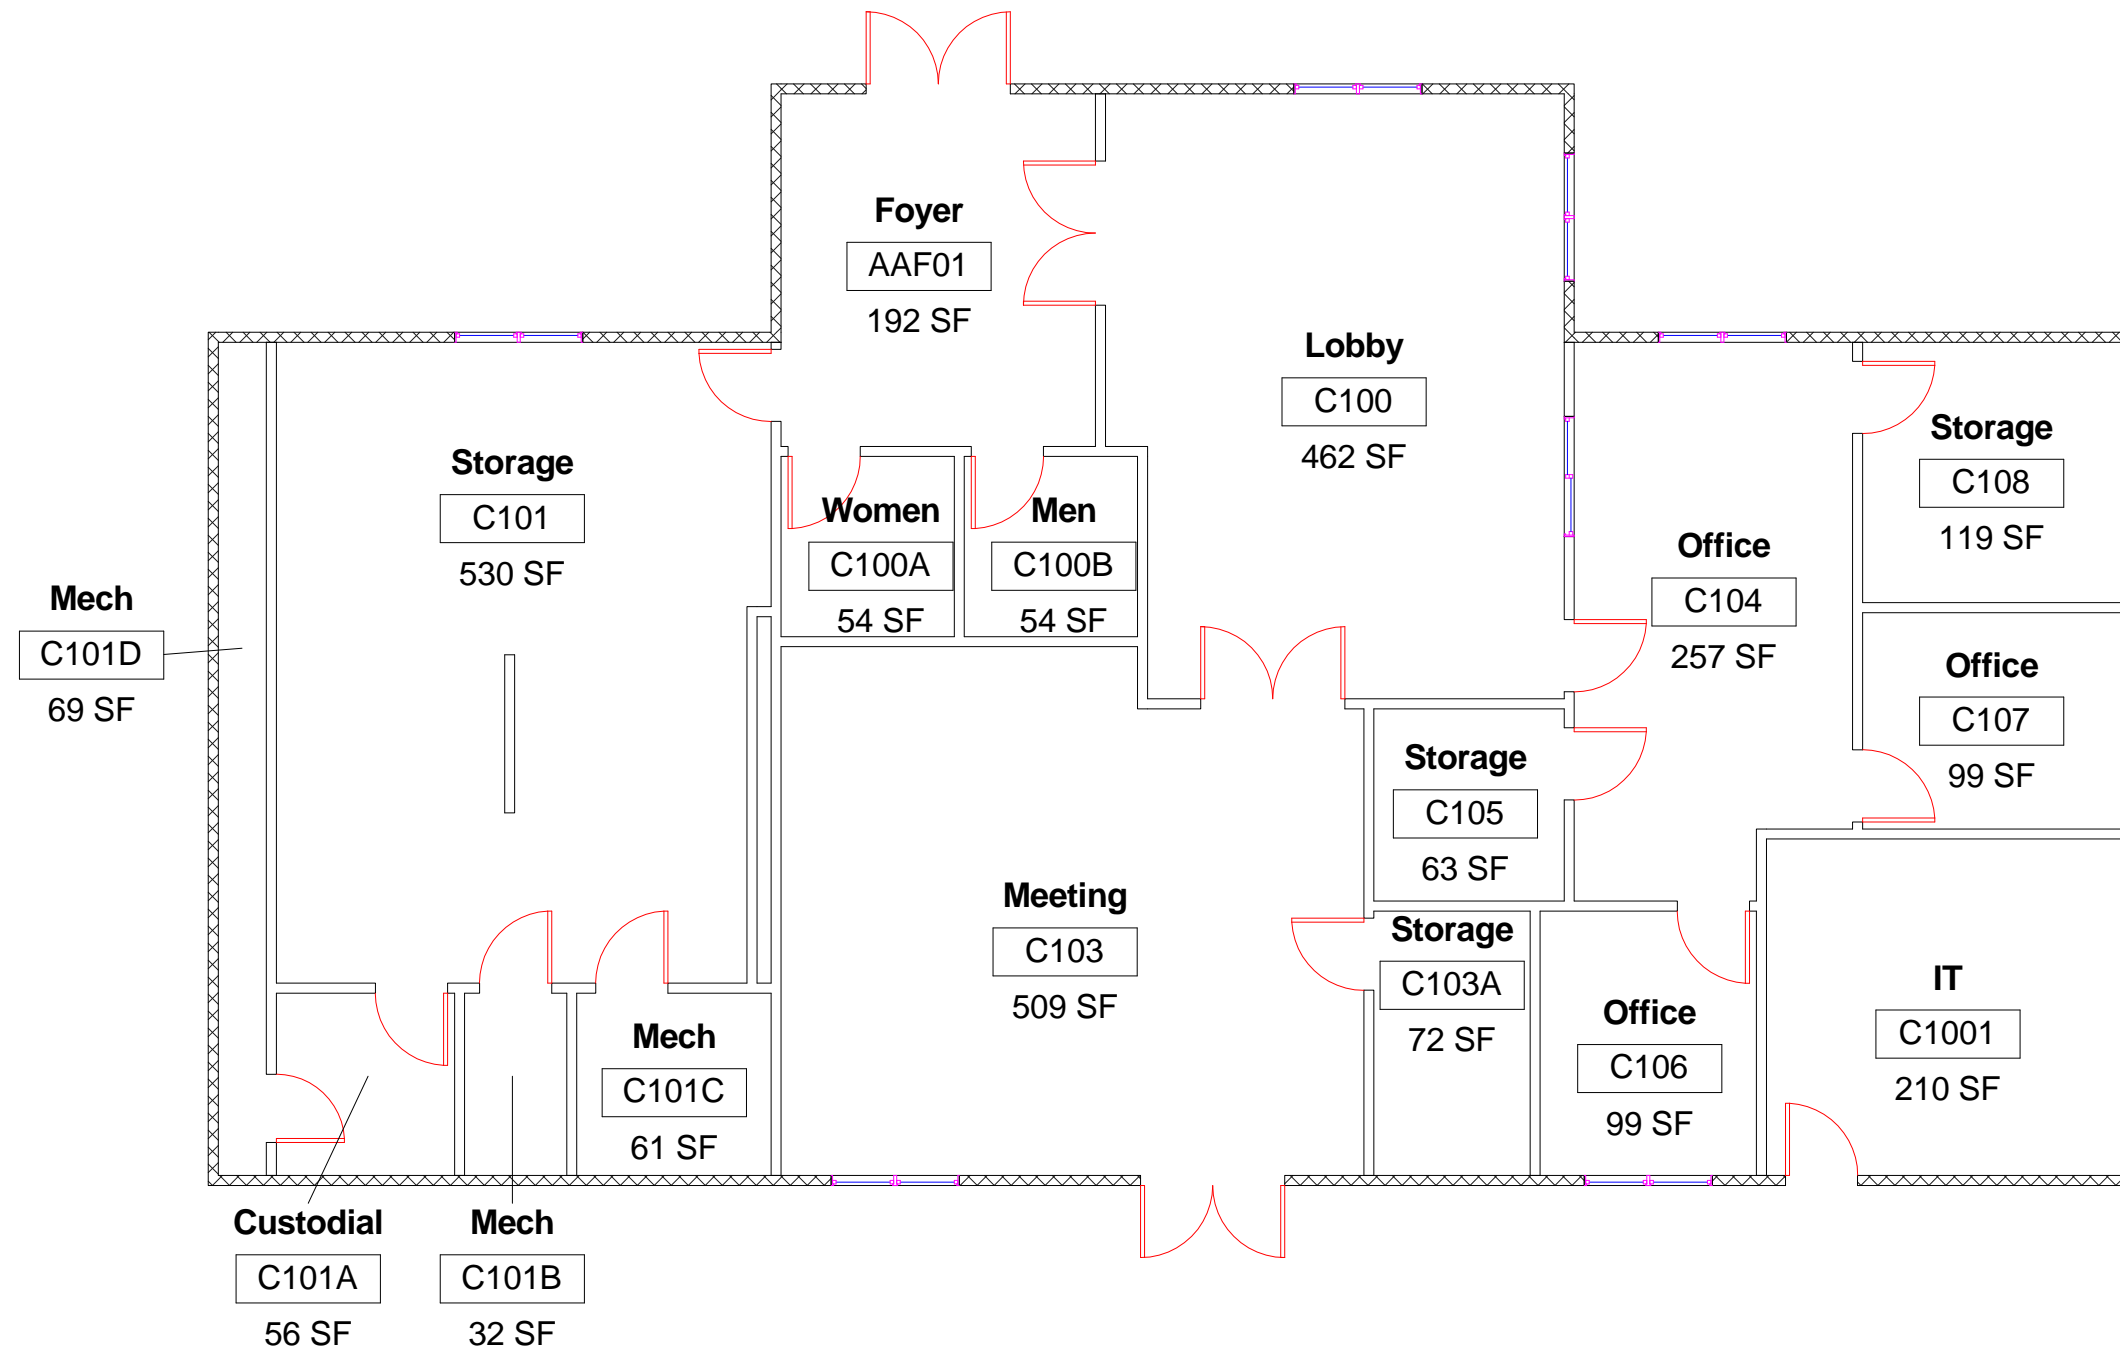 Foyer
AAF01
192 SF
Lobby
C100
462 SF
Storage
C101
530 SF
Women
C100A
54 SF
Men
C100B
54 SF
Storage
C108
119 SF
Office
C104
257 SF
Mech
C101D
69 SF
Office
C107
99 SF
Storage
C105
63 SF
Meeting
C103
509 SF
Storage
C103A
72 SF
IT
C1001
210 SF
Office
C106
99 SF
Mech
C101C
61 SF
Custodial
C101A
56 SF
Mech
C101B
32 SF